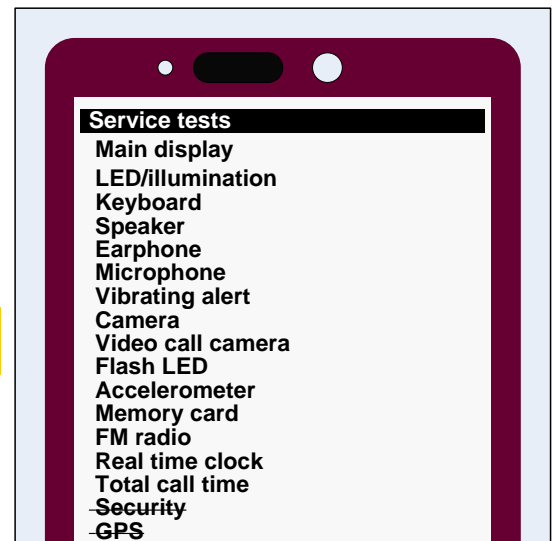 Service tests
Main display
LED/illumination
Keyboard
Speaker
Earphone
Microphone
Vibrating alert
Camera
Video call camera
Flash LED
Accelerometer
Memory card
FM radio
Real time clock
Total call time
Security
GPS